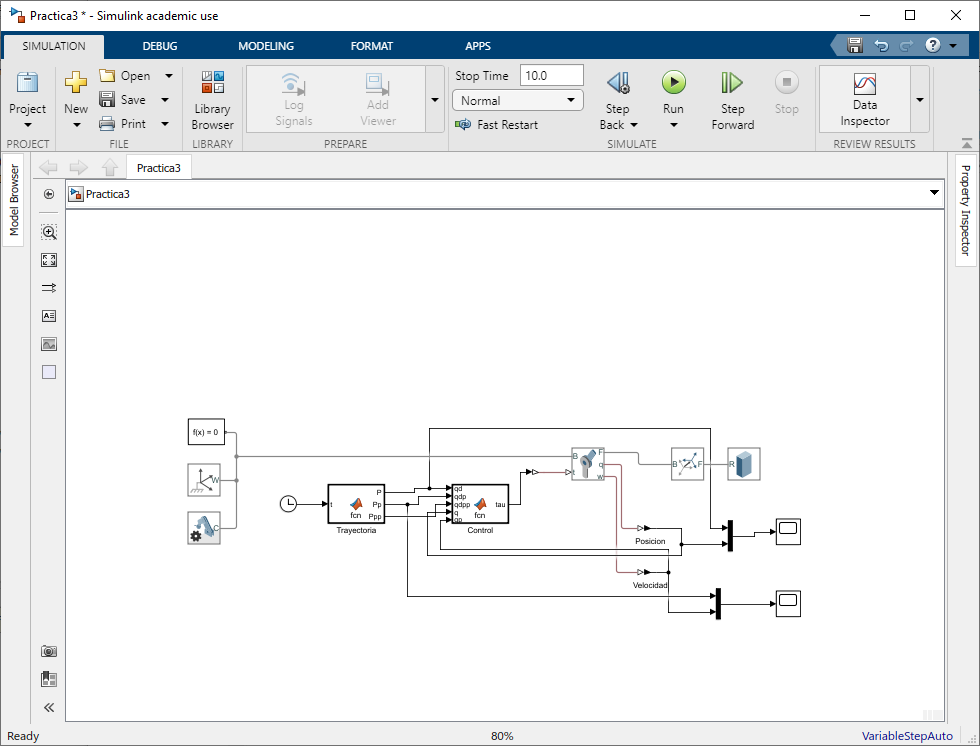 Practica3 * - Simulink academic use
SIMULATION DEBUG MODELING FORMAT APPS
Project
New
Open
Save
Print
Library
Browser
Log
Signals
Add
Viewer
Stop Time 10.0
Normal
Fast Restart
Step
Back
Run
Step
Forward
Stop
Data
Inspector
PROJECT FILE LIBRARY PREPARE SIMULATE REVIEW RESULTS
Model Browser
Practica3
Practica3
Property Inspector
f(x) = 0
W
C
t
fcn
P
Pp
Ppp
Trayectoria
qd
qdp
qdpp
q
qp
fcn
tau
Control
B
t
F
q
w
B F
R
Posicion
Velocidad
Ready 80% VariableStepAuto